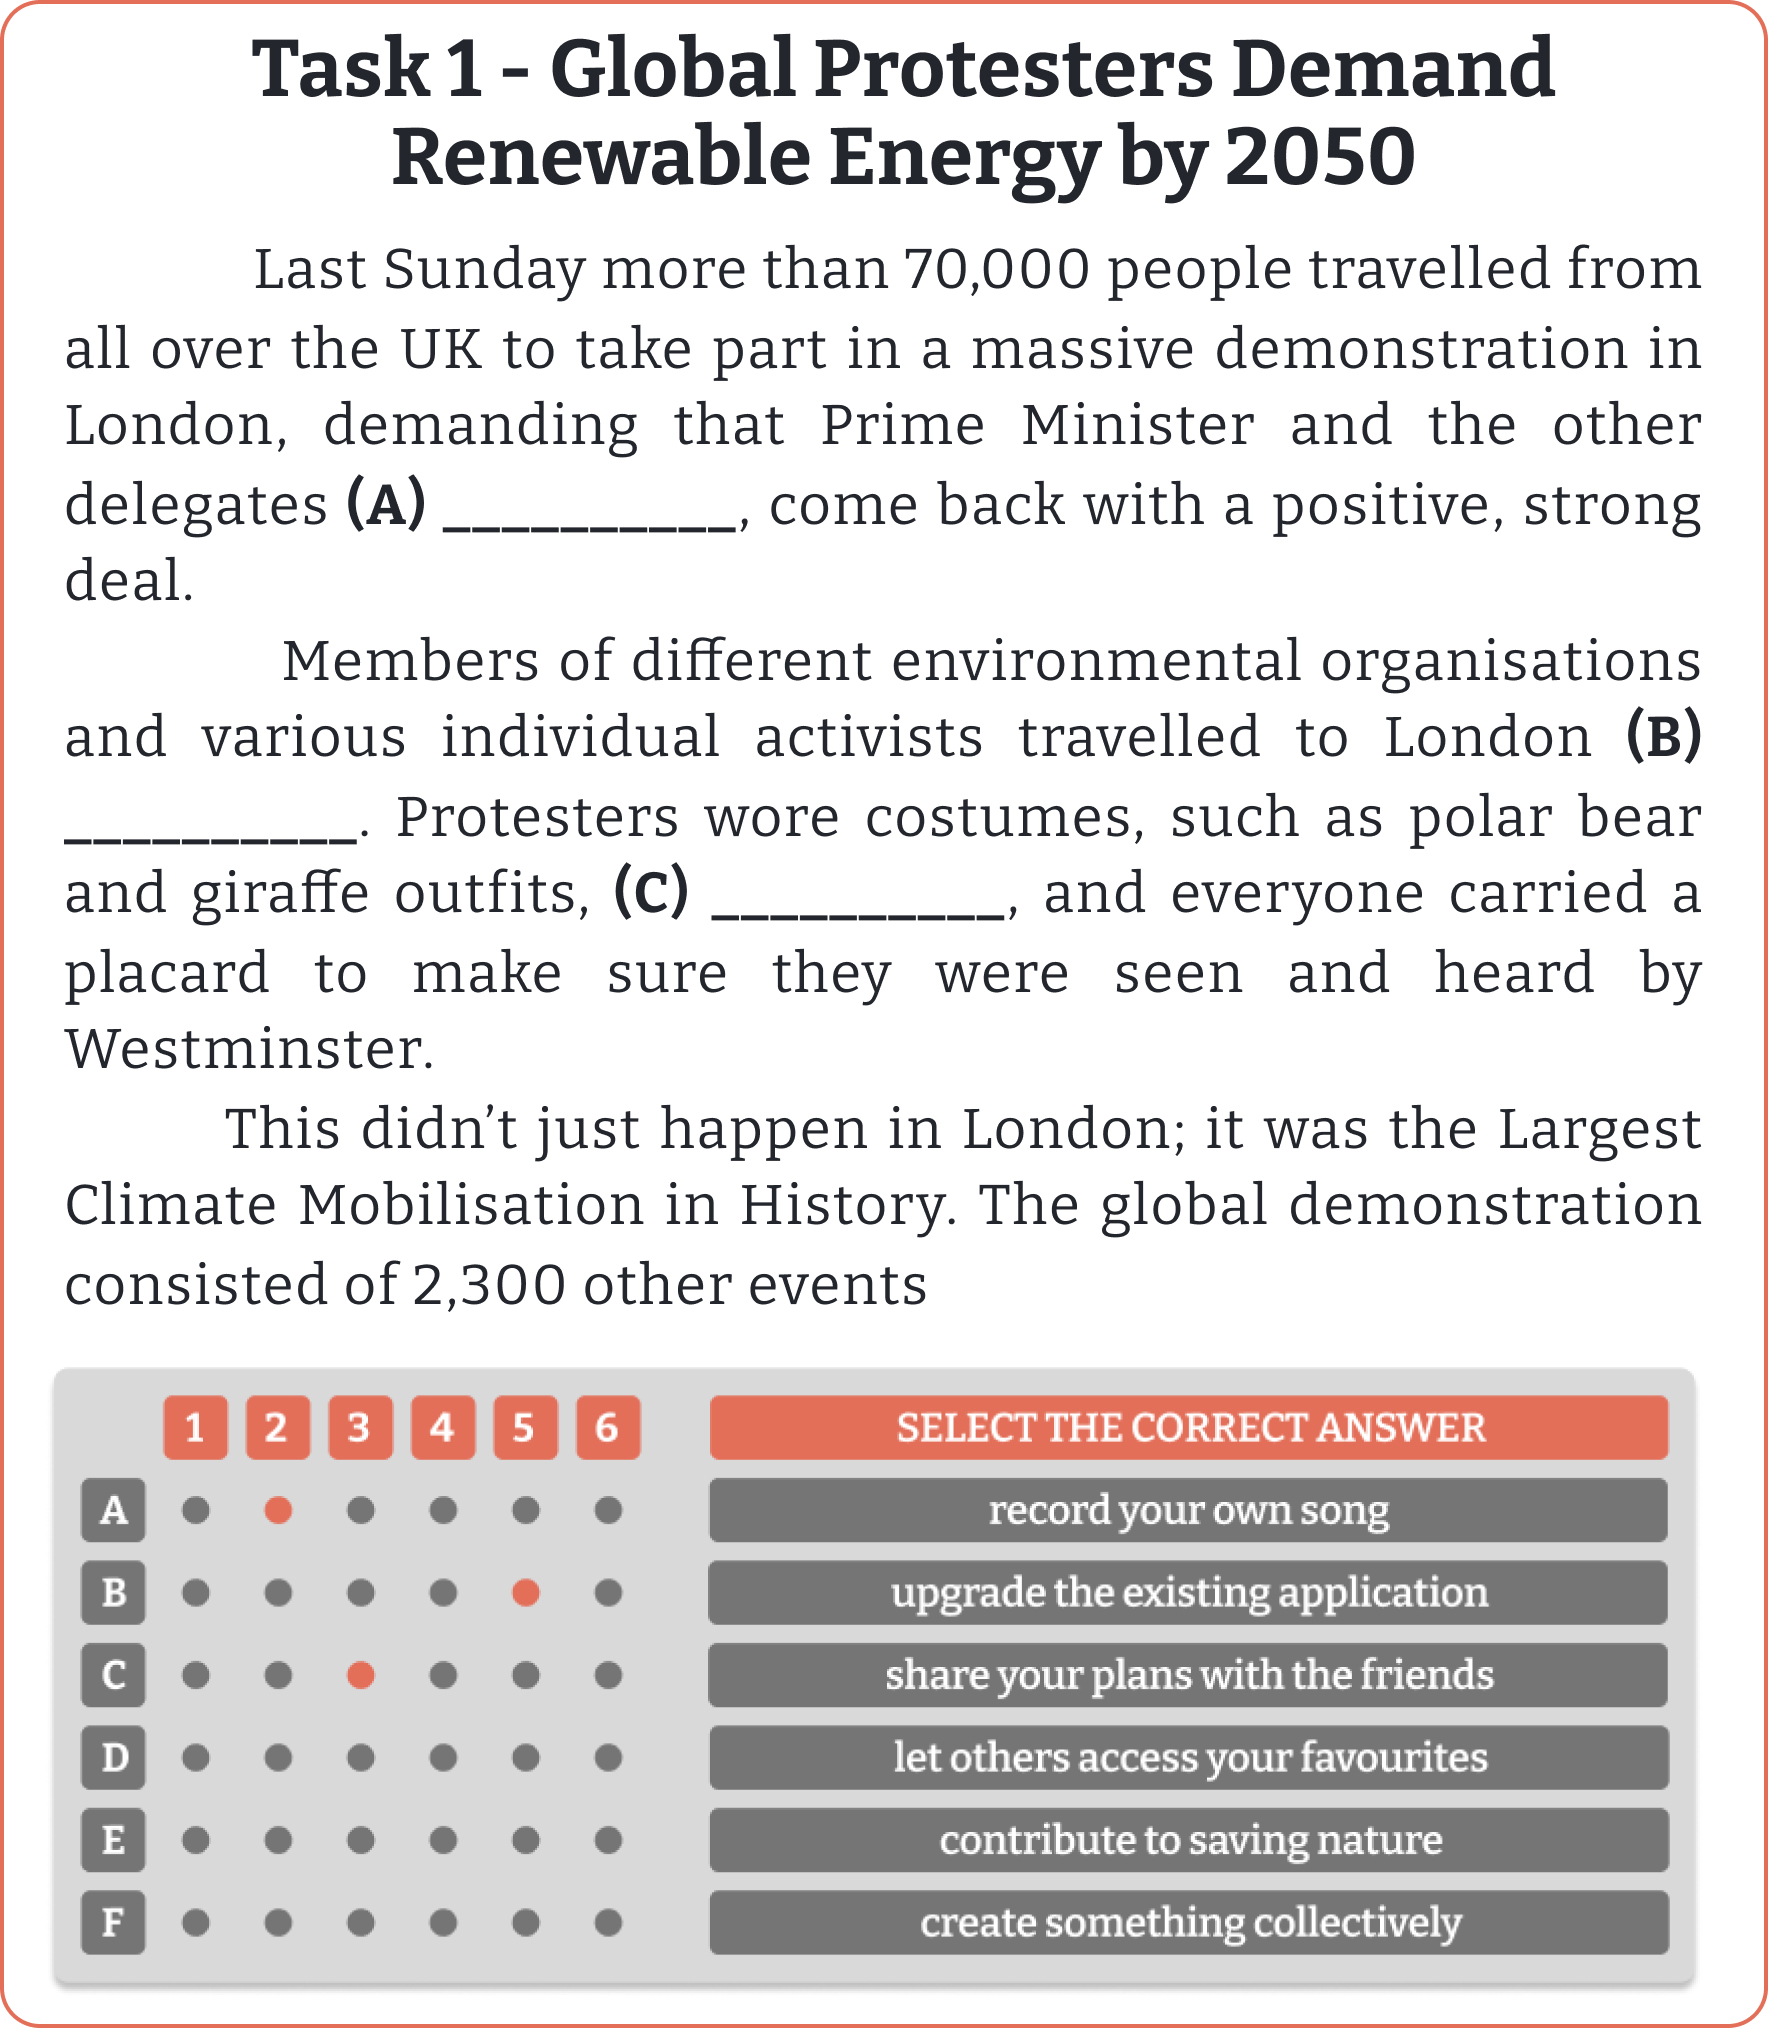 Task 1 - Global Protesters Demand
Renewable Energy by 2050
Last Sunday more than 70,000 people travelled from
all over the UK to take part in a massive demonstration in
London, demanding that Prime Minister and the other
delegates (A) __________, come back with a positive, strong
deal.
Members of different environmental organisations
and various individual activists travelled to London (B)
__________. Protesters wore costumes, such as polar bear
and giraffe outfits, (C) __________, and everyone carried a
placard to make sure they were seen and heard by
Westminster.
This didn’t just happen in London; it was the Largest
Climate Mobilisation in History. The global demonstration
consisted of 2,300 other events
1 2 3 4 5 6 SELECT THE CORRECT ANSWER
A record your own song
B upgrade the existing application
C share your plans with the friends
D let others access your favourites
E contribute to saving nature
F create something collectively